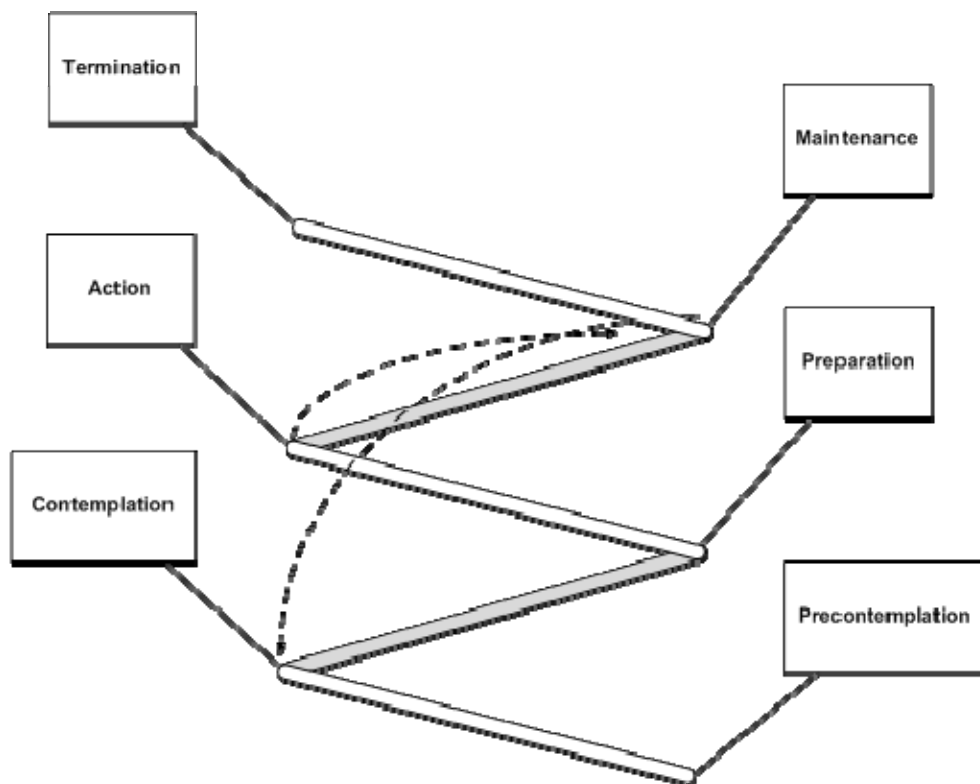 Termination
Maintenance
Action
Preparation
Contemplation
Precontemplation